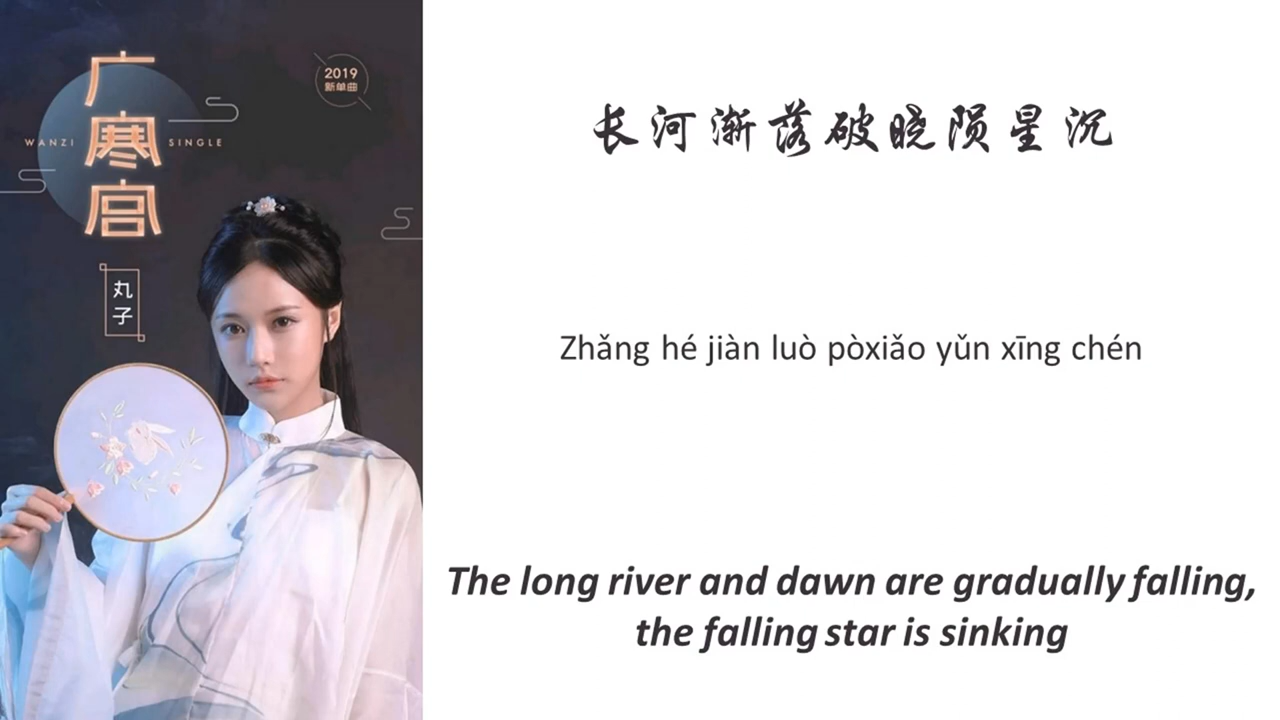 广寒宫
WANZI SINGLE
2019
新单曲
丸子
长河渐落破晓陨星沉
Zhǎng hé jiàn luò pòxiǎo yǔn xīng chén
The long river and dawn are gradually falling,
the falling star is sinking